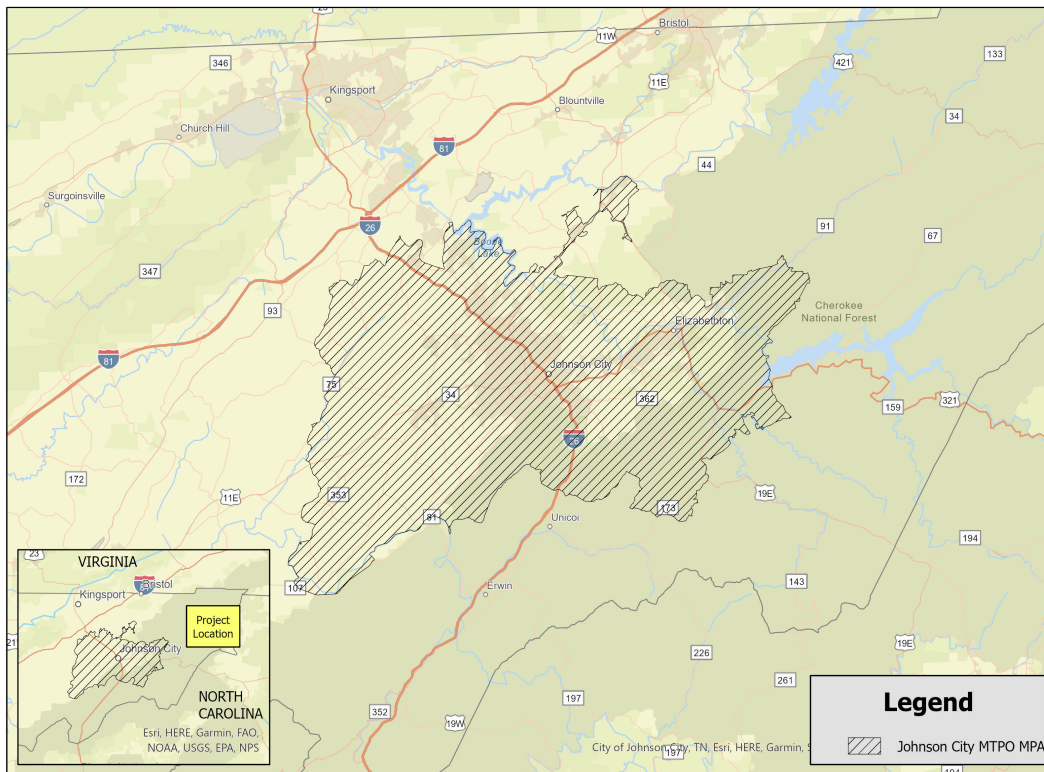 23
Bristol
11W
133
346
421
Kingsport
11E
Blountville
Church Hill
34
81
44
Surgoinsville
26
91
67
Boone
Lake
347
93
Cherokee
National Forest
Elizabethton
81
Johnson City
75
34
362
321
159
26
172
353
11E
19E
173
81
Unicoi
194
107
Erwin
143
19E
226
261
197
352
19W
197
City of Johnson City, TN, Esri, HERE, Garmin,
Legend
Johnson City MTPO MPA
23
VIRGINIA
Bristol
Kingsport
Project
Location
21
Johnson City
NORTH
CAROLINA
Esri, HERE, Garmin, FAO,
NOAA, USGS, EPA, NPS